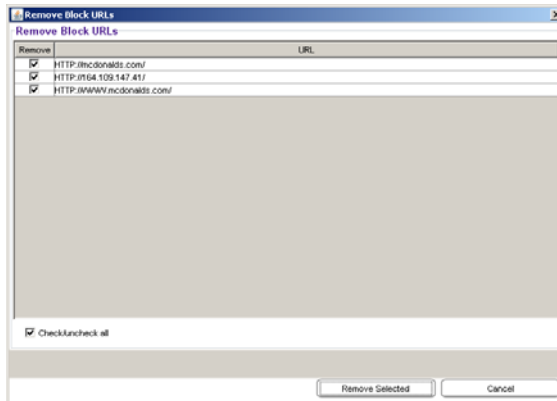 Remove Block URLs
Remove Block URLs
Remove URL
HTTP://mcdonalds.com/
HTTP://164.109.147.41/
HTTP://WWW.mcdonalds.com/
Check/uncheck all
Remove Selected Cancel